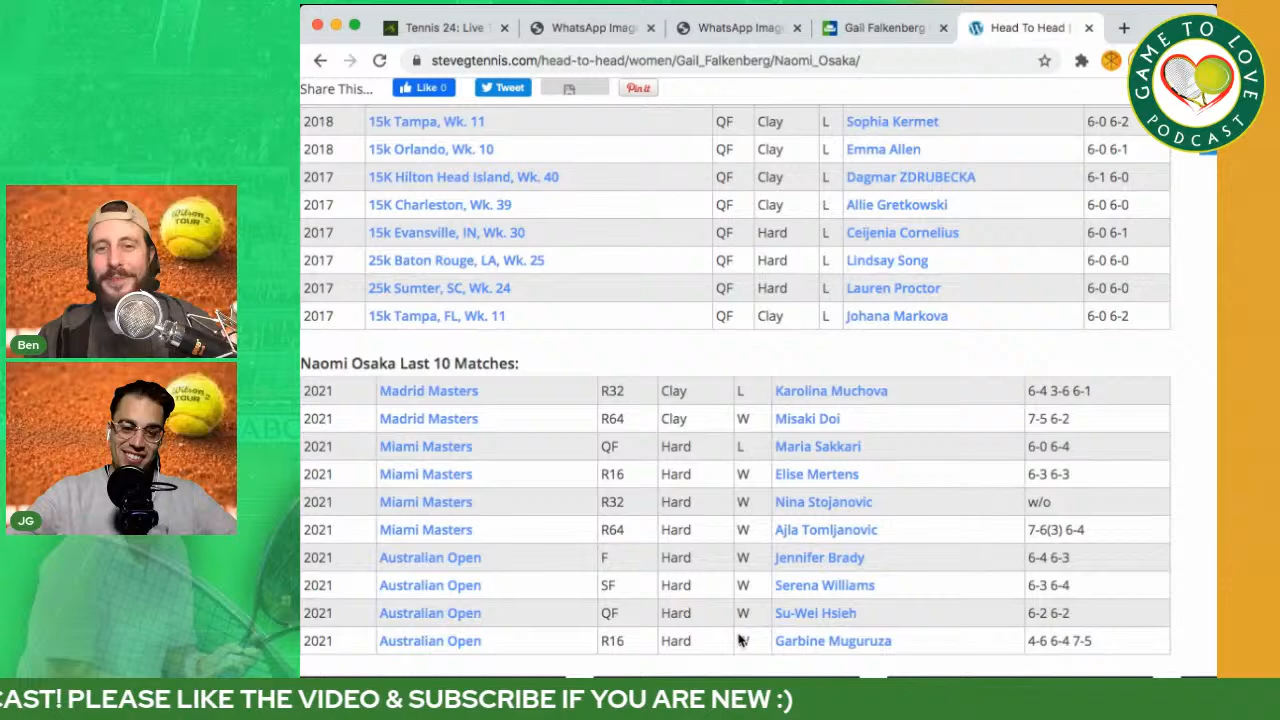 Tennis 24: Live
WhatsApp Imag
WhatsApp Imag
Gail Falkenberg
Head To Head |
stevegtennis.com/head-to-head/women/Gail_Falkenberg/Naomi_Osaka/
GAME TO LOVE
PODCAST
Share This... Like 0 Tweet Pin it
2018 15k Tampa, Wk. 11 QF Clay L Sophia Kermet 6-0 6-2
2018 15k Orlando, Wk. 10 QF Clay L Emma Allen 6-0 6-1
2017 15K Hilton Head Island, Wk. 40 QF Clay L Dagmar ZDRUBECKA 6-1 6-0
2017 15K Charleston, Wk. 39 QF Clay L Allie Gretkowski 6-0 6-0
2017 15k Evansville, IN, Wk. 30 QF Hard L Ceijenia Cornelius 6-0 6-1
2017 25k Baton Rouge, LA, Wk. 25 QF Hard L Lindsay Song 6-0 6-0
2017 25k Sumter, SC, Wk. 24 QF Hard L Lauren Proctor 6-0 6-0
2017 15k Tampa, FL, Wk. 11 QF Clay L Johana Markova 6-0 6-2
Naomi Osaka Last 10 Matches:
2021 Madrid Masters R32 Clay L Karolina Muchova 6-4 3-6 6-1
2021 Madrid Masters R64 Clay W Misaki Doi 7-5 6-2
2021 Miami Masters QF Hard L Maria Sakkari 6-0 6-4
2021 Miami Masters R16 Hard W Elise Mertens 6-3 6-3
2021 Miami Masters R32 Hard W Nina Stojanovic w/o
2021 Miami Masters R64 Hard W Ajla Tomljanovic 7-6(3) 6-4
2021 Australian Open F Hard W Jennifer Brady 6-4 6-3
2021 Australian Open SF Hard W Serena Williams 6-3 6-4
2021 Australian Open QF Hard W Su-Wei Hsieh 6-2 6-2
2021 Australian Open R16 Hard W Garbine Muguruza 4-6 6-4 7-5
Wilson
TOUR
Ben
JG
CAST! PLEASE LIKE THE VIDEO & SUBSCRIBE IF YOU ARE NEW :)